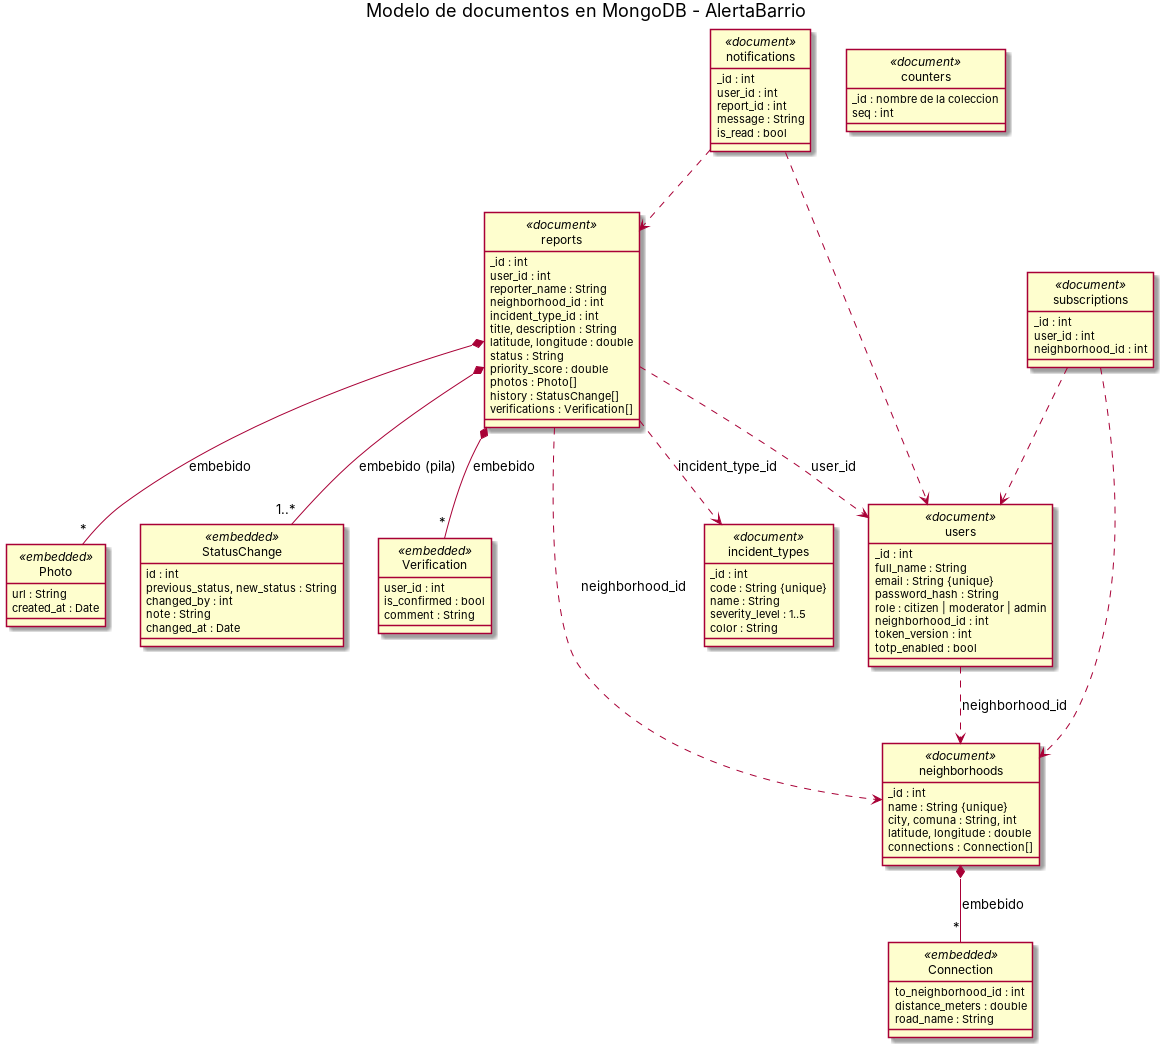 Modelo de documentos en MongoDB - AlertaBarrio
«document»
notifications
_id : int
user_id : int
report_id : int
message : String
is_read : bool
«document»
counters
_id : nombre de la coleccion
seq : int
«document»
reports
_id : int
user_id : int
reporter_name : String
neighborhood_id : int
incident_type_id : int
title, description : String
latitude, longitude : double
status : String
priority_score : double
photos : Photo[]
history : StatusChange[]
verifications : Verification[]
«document»
subscriptions
_id : int
user_id : int
neighborhood_id : int
embebido
embebido (pila)
embebido
incident_type_id
user_id
*
1..*
*
«embedded»
Photo
url : String
created_at : Date
«embedded»
StatusChange
id : int
previous_status, new_status : String
changed_by : int
note : String
changed_at : Date
«embedded»
Verification
user_id : int
is_confirmed : bool
comment : String
neighborhood_id
«document»
incident_types
_id : int
code : String {unique}
name : String
severity_level : 1..5
color : String
«document»
users
_id : int
full_name : String
email : String {unique}
password_hash : String
role : citizen | moderator | admin
neighborhood_id : int
token_version : int
totp_enabled : bool
neighborhood_id
«document»
neighborhoods
_id : int
name : String {unique}
city, comuna : String, int
latitude, longitude : double
connections : Connection[]
embebido
*
«embedded»
Connection
to_neighborhood_id : int
distance_meters : double
road_name : String